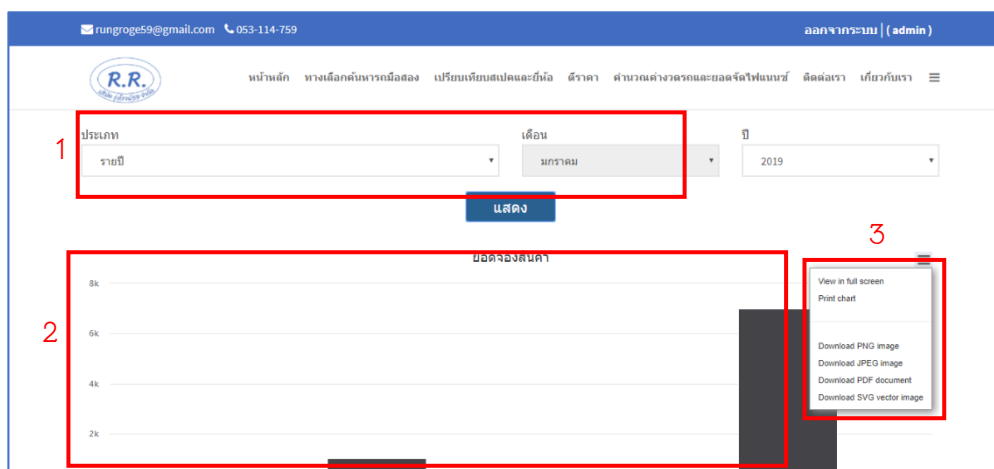 rungroge59@gmail.com 053-114-759 ออกจากระบบ | ( admin )
R.R. หน้าหลัก ทางเลือกค้นหารถมือสอง เปรียบเทียบสเปคและยี่ห้อ ตีราคา คำนวณค่างวดรถและยอดจัดไฟแนนซ์ ติดต่อเรา เกี่ยวกับเรา
1
ประเภท เดือน ปี
รายปี มกราคม 2019
แสดง
3
ยอดจองสินค้า
2
8k
6k
4k
2k
View in full screen
Print chart
Download PNG image
Download JPEG image
Download PDF document
Download SVG vector image